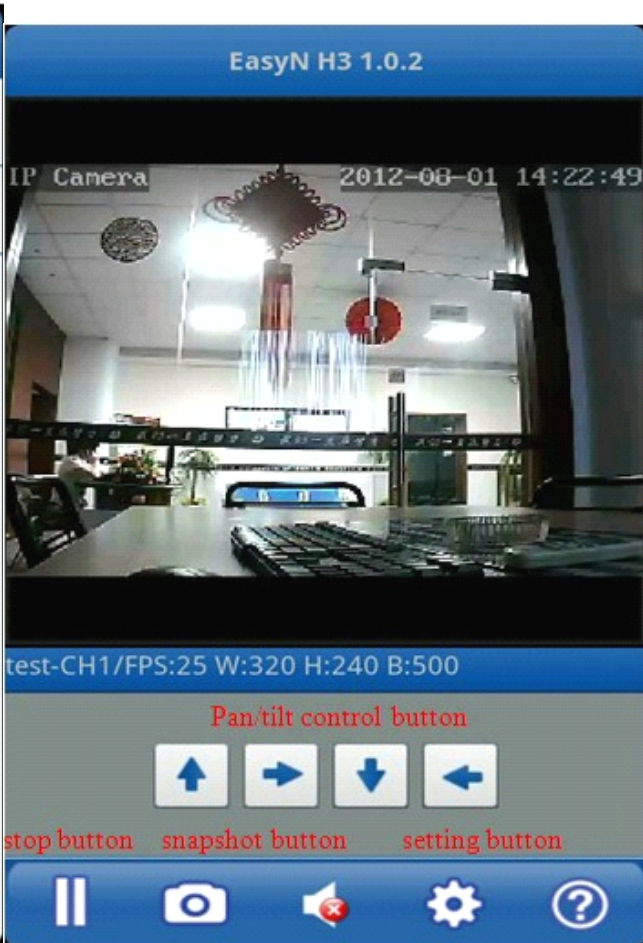 EasyN H3 1.0.2
IP Camera 2012-08-01 14:22:49
test-CH1/FPS:25 W:320 H:240 B:500
Pan/tilt control button
stop button snapshot button setting button
?